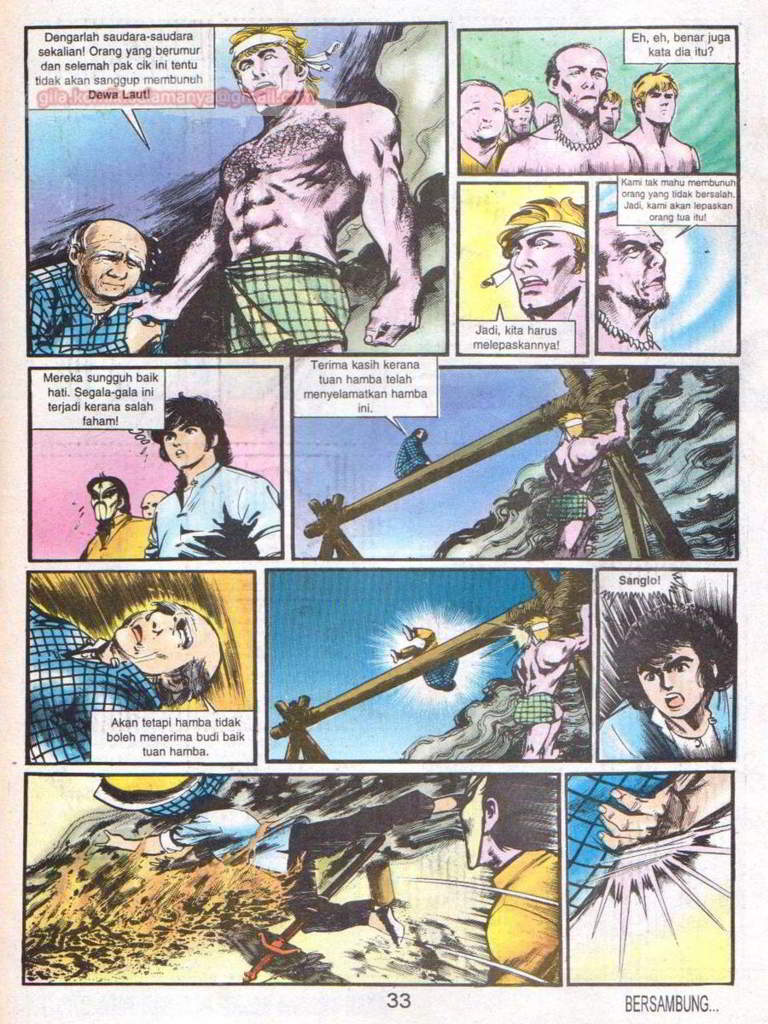 Dengarlah saudara-saudara
sekalian! Orang yang berumur
dan selemah pak cik ini tentu
tidak akan sanggup membunuh
Dewa Laut!
Eh, eh, benar juga
kata dia itu?
Jadi, kita harus
melepaskannya!
Kami tak mahu membunuh
orang yang tidak bersalah.
Jadi, kami akan lepaskan
orang tua itu!
Mereka sungguh baik
hati. Segala-gala ini
terjadi kerana salah
faham!
Terima kasih kerana
tuan hamba telah
menyelamatkan hamba
ini.
Akan tetapi hamba tidak
boleh menerima budi baik
tuan hamba.
Sanglo!
33
BERSAMBUNG...